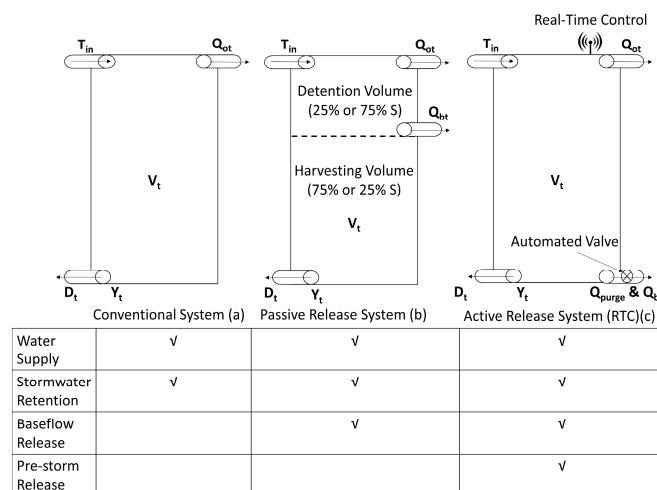 Real-Time Control
T_in Q_ot T_in Q_ot T_in Q_ot
Detention Volume
(25% or 75% S)
Q_bt
Harvesting Volume
(75% or 25% S)
V_t V_t V_t
Automated Valve
D_t Y_t D_t Y_t D_t Y_t Q_purge & Q_b
Conventional System (a) Passive Release System (b) Active Release System (RTC)(c)
Water √ √ √
Supply
Stormwater √ √ √
Retention
Baseflow √ √
Release
Pre-storm √
Release